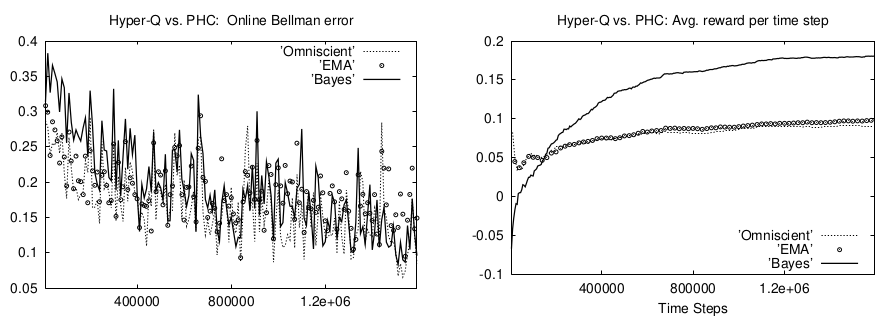 Hyper-Q vs. PHC:  Online Bellman error
0.4
0.35
0.3
0.25
0.2
0.15
0.1
0.05
400000
800000
1.2e+06
'Omniscient'
'EMA'
'Bayes'
Hyper-Q vs. PHC: Avg. reward per time step
0.2
0.15
0.1
0.05
0
-0.05
-0.1
400000
800000
1.2e+06
Time Steps
'Omniscient'
'EMA'
'Bayes'